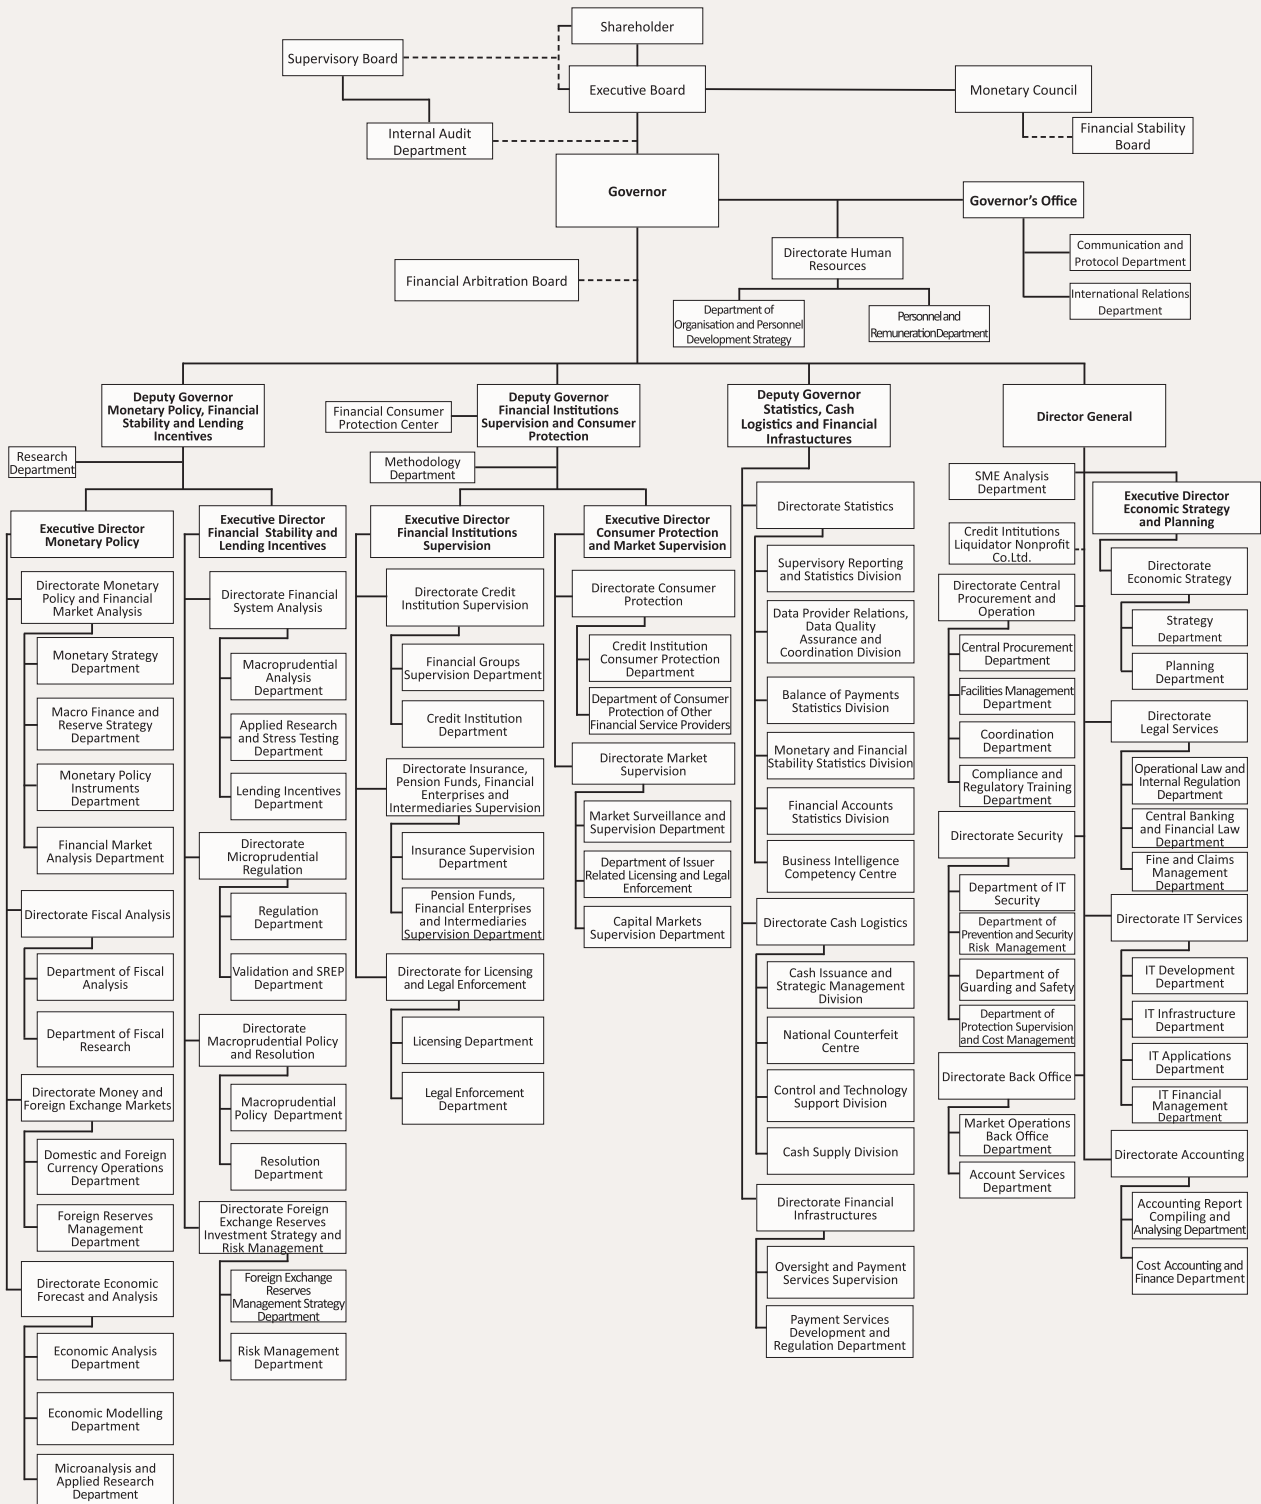 Shareholder
Supervisory Board
Executive Board
Monetary Council
Internal Audit
Department
Financial Stability
Board
Governor
Governor's Office
Communication and
Protocol Department
International Relations
Department
Directorate Human
Resources
Department of
Organisation and Personnel
Development Strategy
Personnel and
Remuneration Department
Financial Arbitration Board
Deputy Governor
Monetary Policy, Financial
Stability and Lending
Incentives
Research
Department
Executive Director
Monetary Policy
Directorate Monetary
Policy and Financial
Market Analysis
Monetary Strategy
Department
Macro Finance and
Reserve Strategy
Department
Monetary Policy
Instruments
Department
Financial Market
Analysis Department
Directorate Fiscal Analysis
Department of Fiscal
Analysis
Department of Fiscal
Research
Directorate Money and
Foreign Exchange Markets
Domestic and Foreign
Currency Operations
Department
Foreign Reserves
Management
Department
Directorate Economic
Forecast and Analysis
Economic Analysis
Department
Economic Modelling
Department
Microanalysis and
Applied Research
Department
Executive Director
Financial Stability and
Lending Incentives
Directorate Financial
System Analysis
Macroprudential
Analysis
Department
Applied Research
and Stress Testing
Department
Lending Incentives
Department
Directorate
Microprudential
Regulation
Regulation
Department
Validation and SREP
Department
Directorate
Macroprudential Policy
and Resolution
Macroprudential
Policy Department
Resolution
Department
Directorate Foreign
Exchange Reserves
Investment Strategy and
Risk Management
Foreign Exchange
Reserves
Management Strategy
Department
Risk Management
Department
Deputy Governor
Financial Institutions
Supervision and Consumer
Protection
Financial Consumer
Protection Center
Methodology
Department
Executive Director
Financial Institutions
Supervision
Directorate Credit
Institution Supervision
Financial Groups
Supervision Department
Credit Institution
Department
Directorate Insurance,
Pension Funds, Financial
Enterprises and
Intermediaries Supervision
Insurance Supervision
Department
Pension Funds,
Financial Enterprises
and Intermediaries
Supervision Department
Directorate for Licensing
and Legal Enforcement
Licensing Department
Legal Enforcement
Department
Executive Director
Consumer Protection
and Market Supervision
Directorate Consumer
Protection
Credit Institution
Consumer Protection
Department
Department of Consumer
Protection of Other
Financial Service Providers
Directorate Market
Supervision
Market Surveillance and
Supervision Department
Department of Issuer
Related Licensing and Legal
Enforcement
Capital Markets
Supervision Department
Deputy Governor
Statistics, Cash
Logistics and Financial
Infrastuctures
Directorate Statistics
Supervisory Reporting
and Statistics Division
Data Provider Relations,
Data Quality
Assurance and
Coordination Division
Balance of Payments
Statistics Division
Monetary and Financial
Stability Statistics Division
Financial Accounts
Statistics Division
Business Intelligence
Competency Centre
Directorate Cash Logistics
Cash Issuance and
Strategic Management
Division
National Counterfeit
Centre
Control and Technology
Support Division
Cash Supply Division
Directorate Financial
Infrastructures
Oversight and Payment
Services Supervision
Payment Services
Development and
Regulation Department
Director General
SME Analysis
Department
Credit Intitutions
Liquidator Nonprofit
Co.Ltd.
Directorate Central
Procurement and
Operation
Central Procurement
Department
Facilities Management
Department
Coordination
Department
Compliance and
Regulatory Training
Department
Directorate Security
Department of IT
Security
Department of
Prevention and Security
Risk Management
Department of
Guarding and Safety
Department of
Protection Supervision
and Cost Management
Directorate Back Office
Market Operations
Back Office
Department
Account Services
Department
Executive Director
Economic Strategy
and Planning
Directorate
Economic Strategy
Strategy
Department
Planning
Department
Directorate
Legal Services
Operational Law and
Internal Regulation
Department
Central Banking
and Financial Law
Department
Fine and Claims
Management
Department
Directorate IT Services
IT Development
Department
IT Infrastructure
Department
IT Applications
Department
IT Financial
Management
Department
Directorate Accounting
Accounting Report
Compiling and
Analysing Department
Cost Accounting and
Finance Department